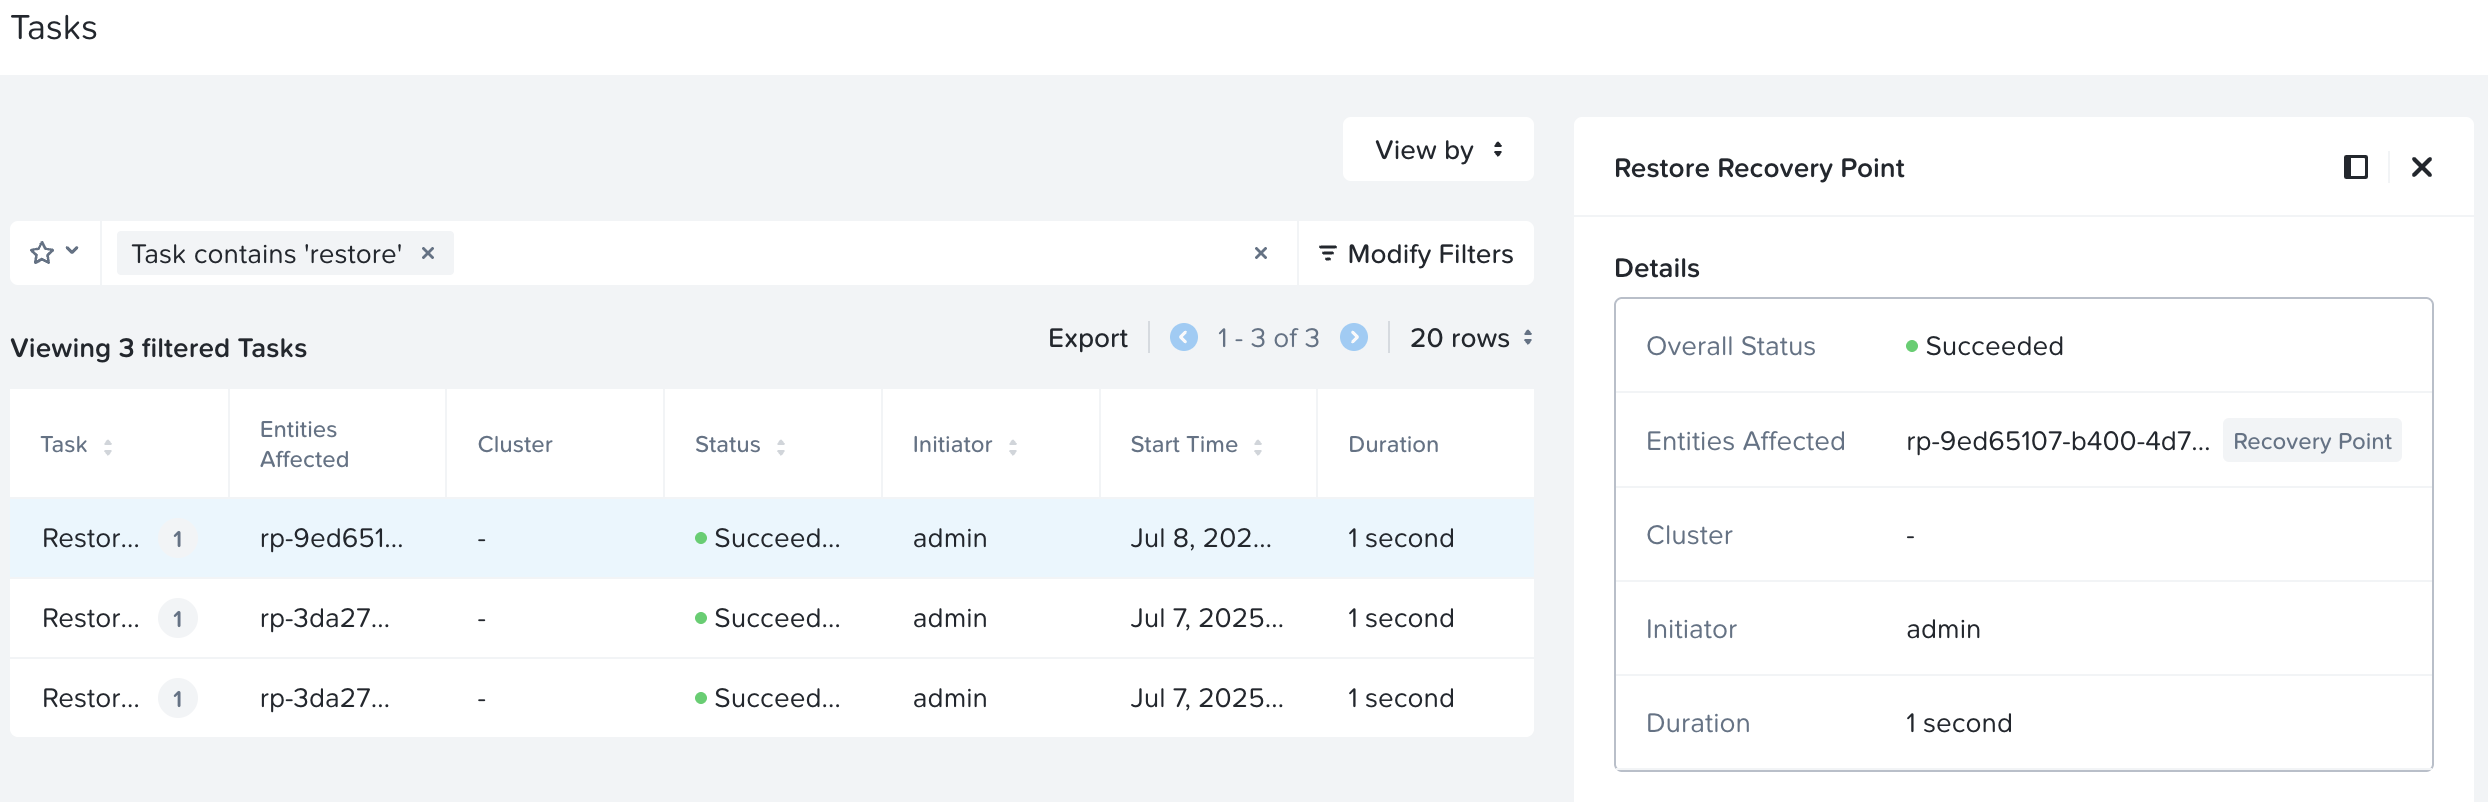 Tasks
View by
Task contains 'restore'
Modify Filters
Viewing 3 filtered Tasks
Export
1 - 3 of 3
20 rows
Task
Entities Affected
Cluster
Status
Initiator
Start Time
Duration
Restor... 1 rp-9ed651... - Succeed... admin Jul 8, 202... 1 second
Restor... 1 rp-3da27... - Succeed... admin Jul 7, 2025... 1 second
Restor... 1 rp-3da27... - Succeed... admin Jul 7, 2025... 1 second
Restore Recovery Point
Details
Overall Status Succeeded
Entities Affected rp-9ed65107-b400-4d7... Recovery Point
Cluster -
Initiator admin
Duration 1 second